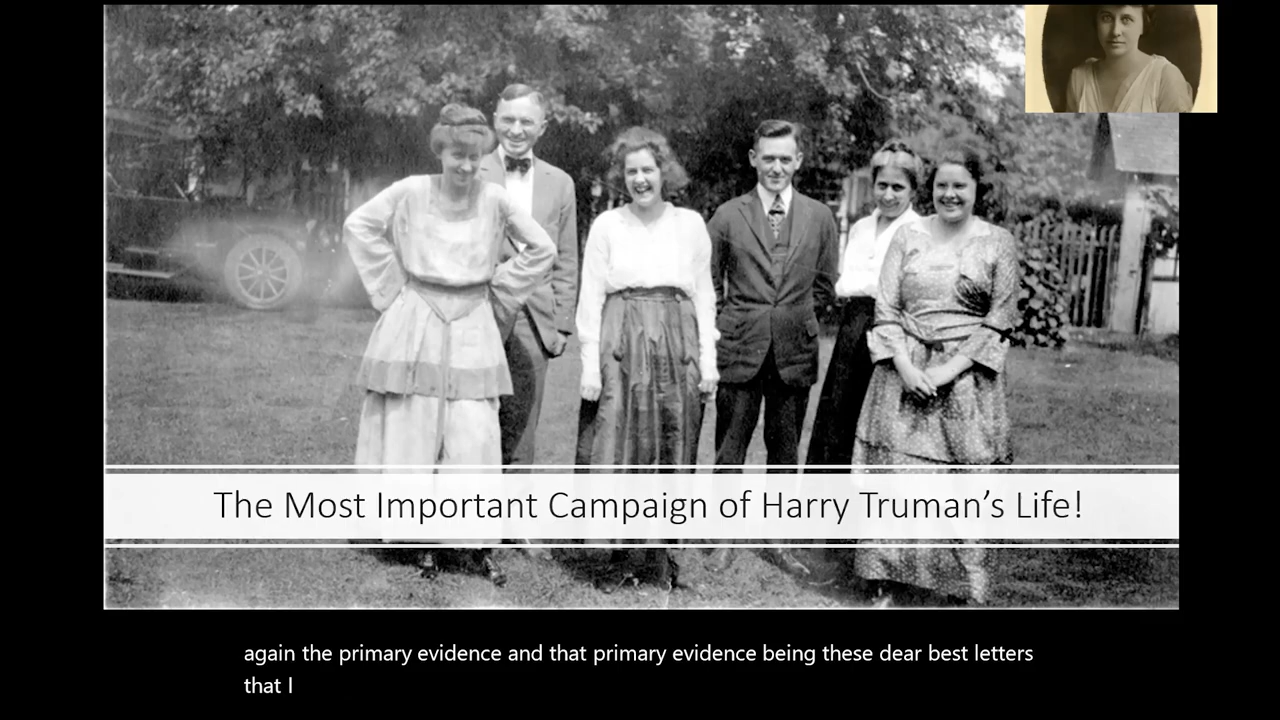 The Most Important Campaign of Harry Truman’s Life!
again the primary evidence and that primary evidence being these dear best letters
that I